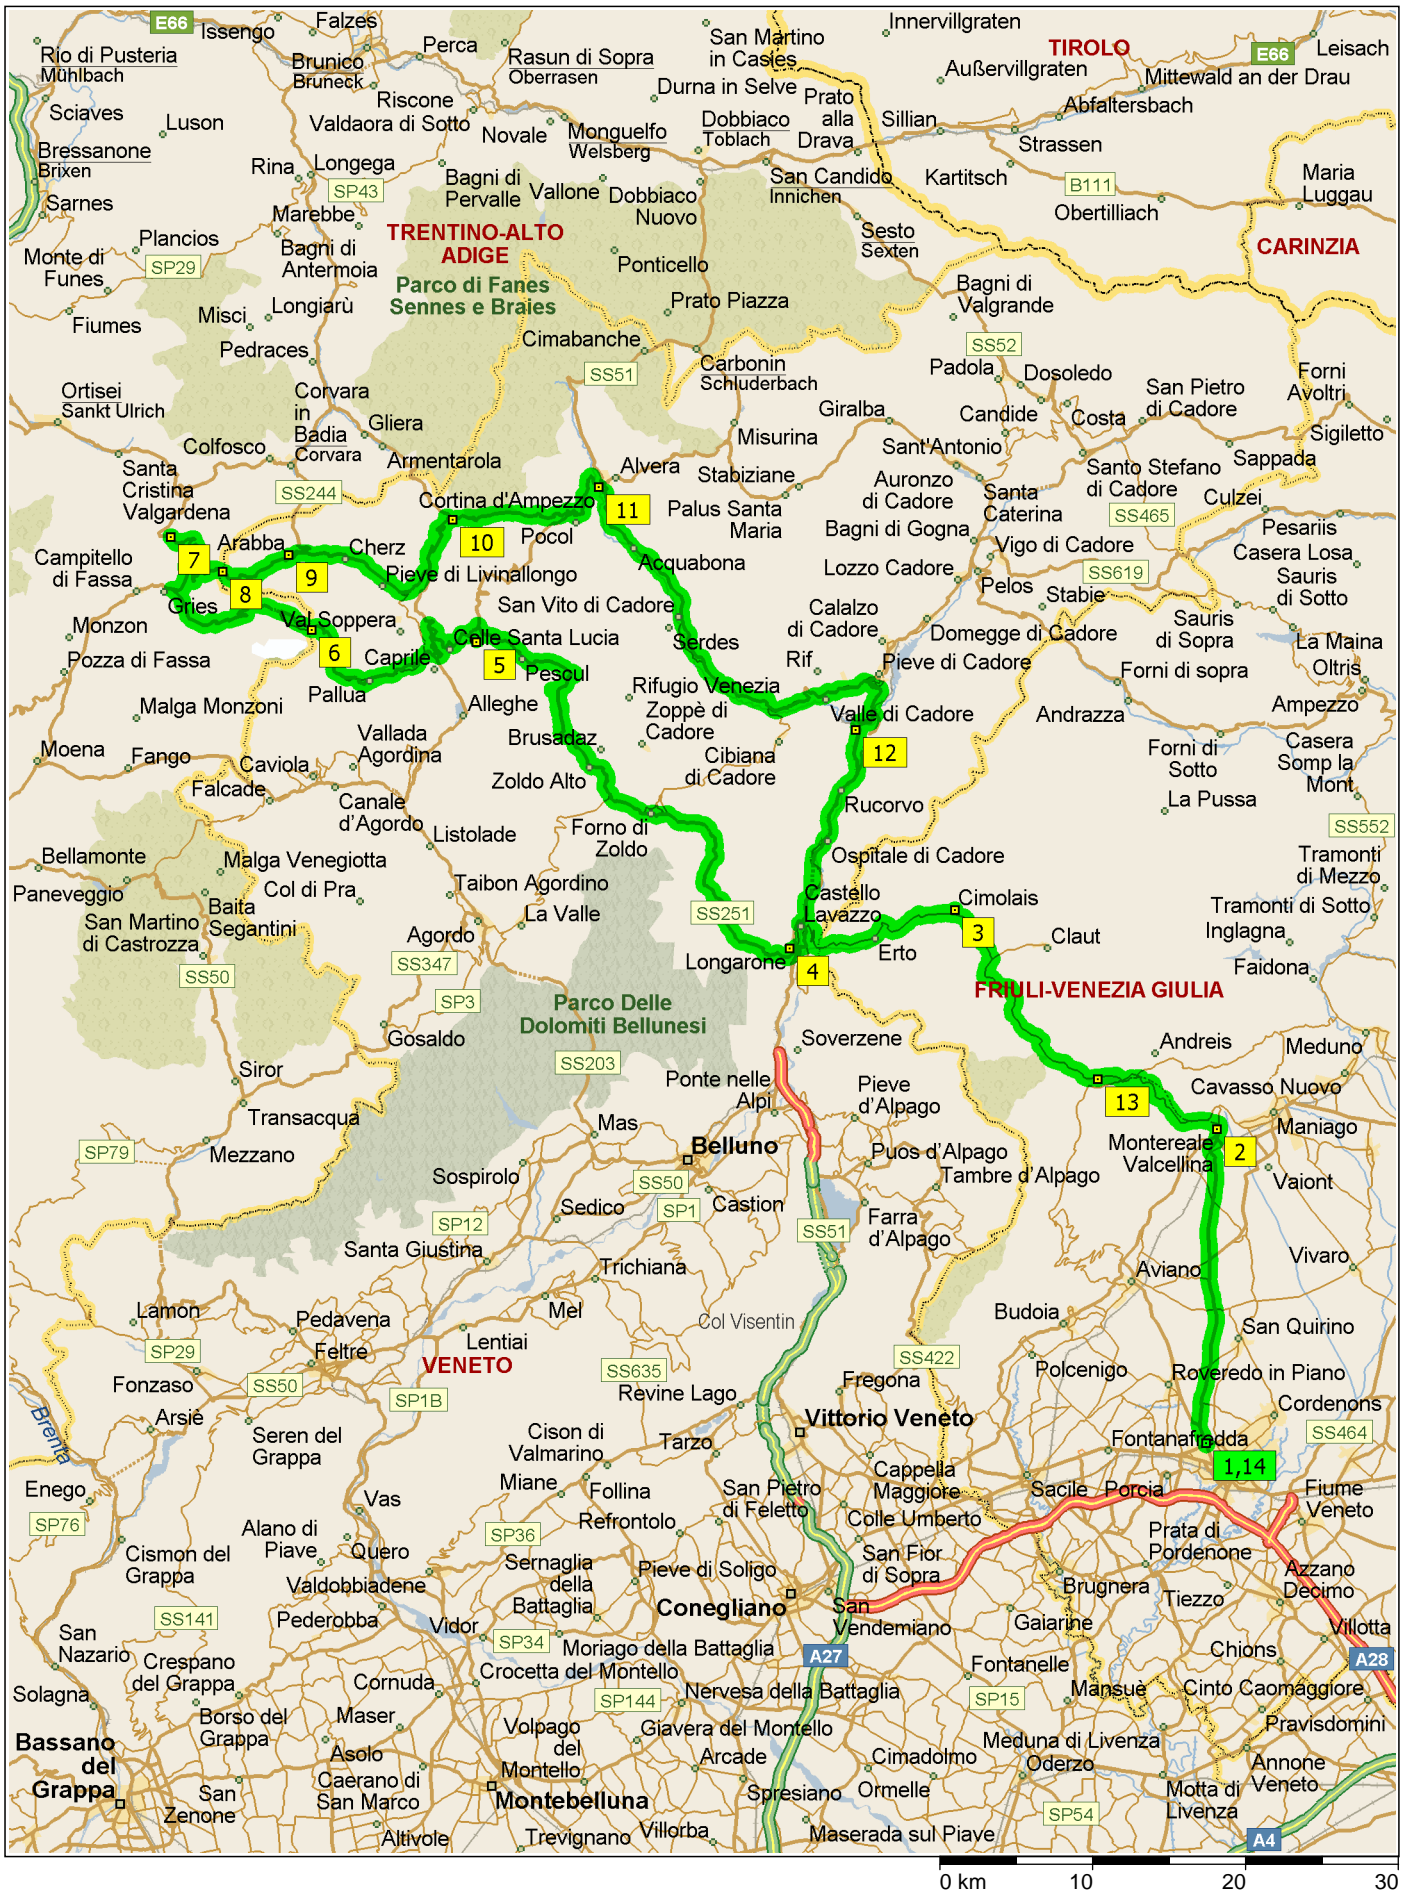 E66
Issengo
Falzes
Perca
Brunico
Bruneck
Rio di Pusteria
Mühlbach
Sciaves
Luson
Riscone
Valdaora di Sotto
Rasun di Sopra
Oberrasen
San Martino
in Casies
Durna in Selve
Innervillgraten
TIROLO
E66
Leisach
Außervillgraten
Mittewald an der Drau
Abfaltersbach
Prato
alla
Drava
Sillian
Strassen
Novale
Monguelfo
Welsberg
Dobbiaco
Toblach
Bressanone
Brixen
Sarnes
Rina
Longega
SP43
Marebbe
Bagni di
Pervalle
Vallone
Dobbiaco
Nuovo
San Candido
Innichen
Kartitsch
B111
Obertilliach
Maria
Luggau
CARINZIA
Plancios
SP29
Monte di
Funes
Bagni di
Antermoia
TRENTINO-ALTO
ADIGE
Parco di Fanes
Sennes e Braies
Ponticello
Sesto
Sexten
Prato Piazza
Bagni di
Valgrande
Fiumes
Misci
Longiarù
Pedraces
Cimabanche
SS51
SS52
Carbonin
Schluderbach
Padola
Dosoledo
San Pietro
di Cadore
Forni
Avoltri
Ortisei
Sankt Ulrich
Corvara
in
Badia
Corvara
Gliera
Giralba
Candide
Costa
Sigiletto
Colfosco
Armentarola
Misurina
Sant'Antonio
Sappada
Santa
Cristina
Valgardena
SS244
Alvera
Stabiziane
Auronzo
di Cadore
Santo Stefano
di Cadore
Culzei
Cortina d'Ampezzo
11
Palus Santa
Maria
Santa
Caterina
SS465
Pesariis
Bagni di Gogna
Campitello
di Fassa
7
Arabba
Cherz
10
Pocol
Acquabona
Vigo di Cadore
Casera Losa
Lozzo Cadore
SS619
Sauris
di Sotto
8
9
Pieve di Livinallongo
Pelos
Stabie
Gries
San Vito di Cadore
Calalzo
di Cadore
Sauris
di Sopra
Monzon
Val Soppera
Celle Santa Lucia
Serdes
Domegge di Cadore
La Maina
Pozza di Fassa
6
Caprile
5
Rif
Pieve di Cadore
Oltris
Pallua
Pescul
Rifugio Venezia
Forni di sopra
Malga Monzoni
Alleghe
Zoppè di
Cadore
Valle di Cadore
Andrazza
Ampezzo
Moena
Fango
Vallada
Agordina
Brusadaz
Cibiana
di Cadore
12
Forni di
Sotto
Casera
Somp la
Mont
Caviola
Zoldo Alto
Falcade
Canale
d'Agordo
Rucorvo
La Pussa
Listolade
Forno di
Zoldo
SS552
Bellamonte
Malga Venegiotta
Ospitale di Cadore
Tramonti
di Mezzo
Paneveggio
Col di Pra
Taibon Agordino
Castello
Lavazzo
Cimolais
Baita
Segantini
San Martino
di Castrozza
La Valle
SS251
Tramonti di Sotto
Agordo
3
Claut
Inglagna
Longarone
4
Erto
Faidona
SS50
SS347
SP3
FRIULI-VENEZIA GIULIA
Parco Delle
Dolomiti Bellunesi
Gosaldo
Soverzene
Andreis
Meduno
Siror
SS203
Ponte nelle
Alpi
Pieve
d'Alpago
Cavasso Nuovo
Transacqua
13
Mas
Belluno
Maniago
Montereale
Valcellina
2
SP79
Mezzano
Puos d'Alpago
Tambre d'Alpago
Sospirolo
SS50
Vaiont
Sedico
SP1
Castion
SP12
Farra
d'Alpago
SS51
Santa Giustina
Vivaro
Trichiana
Aviano
Lamon
Mel
Col Visentin
Budoia
Pedavena
San Quirino
Lentiai
SP29
Feltre
VENETO
SS422
Polcenigo
Roveredo in Piano
SS635
Fonzaso
SS50
SP1B
Revine Lago
Fregona
Cordenons
Brenta
Arsiè
Vittorio Veneto
Seren del
Grappa
Cison di
Valmarino
Tarzo
Fontanafredda
SS464
1,14
Cappella
Maggiore
Enego
Miane
Follina
San Pietro
di Feletto
Sacile
Porcia
Fiume
Veneto
Vas
SP76
Refrontolo
Colle Umberto
Alano di
Piave
SP36
Prata di
Pordenone
Cismon del
Grappa
Quero
San Fior
di Sopra
Sernaglia
della
Battaglia
Pieve di Soligo
Azzano
Decimo
Valdobbiadene
Brugnera
Tiezzo
SS141
Pederobba
Conegliano
San
Vendemiano
Vidor
Gaiarine
Villotta
San
Nazario
SP34
Moriago della Battaglia
A27
Chions
A28
Crespano
del Grappa
Crocetta del Montello
Fontanelle
Solagna
Cornuda
SP144
Nervesa della Battaglia
SP15
Mansuè
Cinto Caomaggiore
Borso del
Grappa
Maser
Volpago
del
Montello
Giavera del Montello
Pravisdomini
Bassano
del
Grappa
Asolo
Arcade
Cimadolmo
Meduna di Livenza
Oderzo
Annone
Veneto
Caerano di
San Marco
Montebelluna
Spresiano
Ormelle
Motta di
Livenza
San
Zenone
SP54
Altivole
Trevignano
Villorba
Maserada sul Piave
A4
0 km
10
20
30